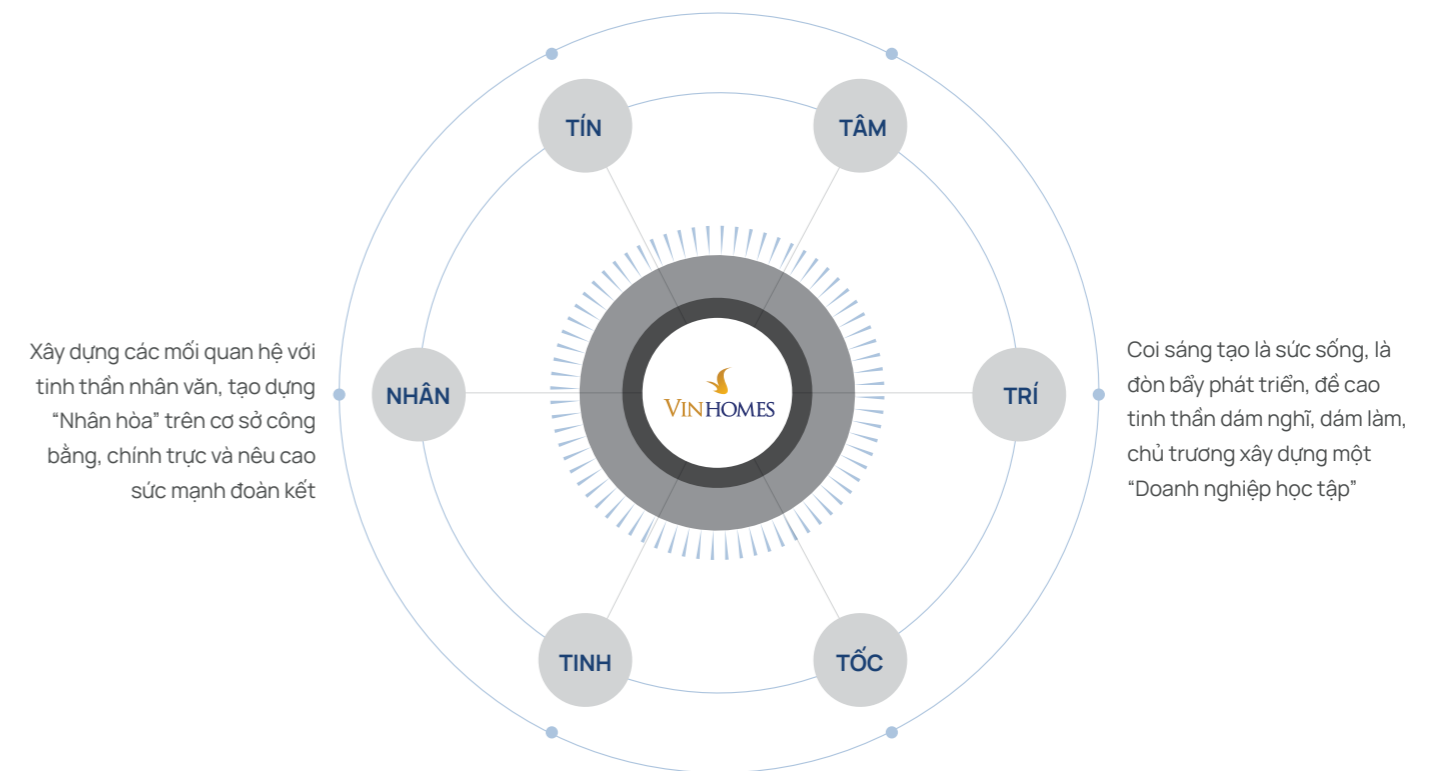 TÍN
TÂM
Xây dựng các mối quan hệ với
tinh thần nhân văn, tạo dựng
“Nhân hòa” trên cơ sở công
bằng, chính trực và nêu cao
sức mạnh đoàn kết
NHÂN
VINHOMES
TRÍ
Coi sáng tạo là sức sống, là
đòn bẩy phát triển, đề cao
tinh thần dám nghĩ, dám làm,
chủ trương xây dựng một
“Doanh nghiệp học tập”
TINH
TỐC